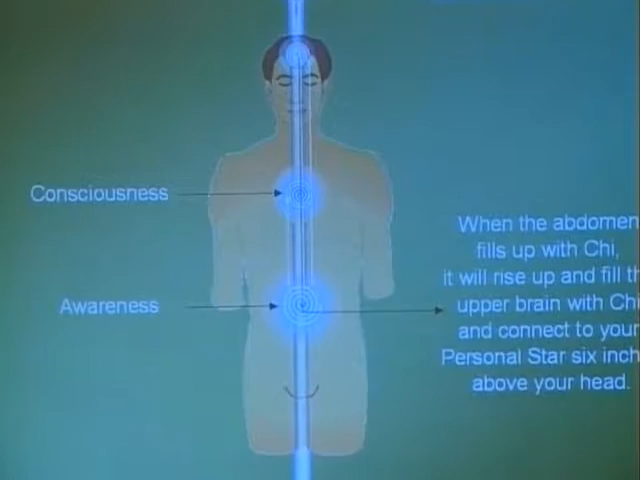 Consciousness
Awareness
When the abdomen
fills up with Chi,
it will rise up and fill th
upper brain with Chi
and connect to your
Personal Star six inch
above your head.